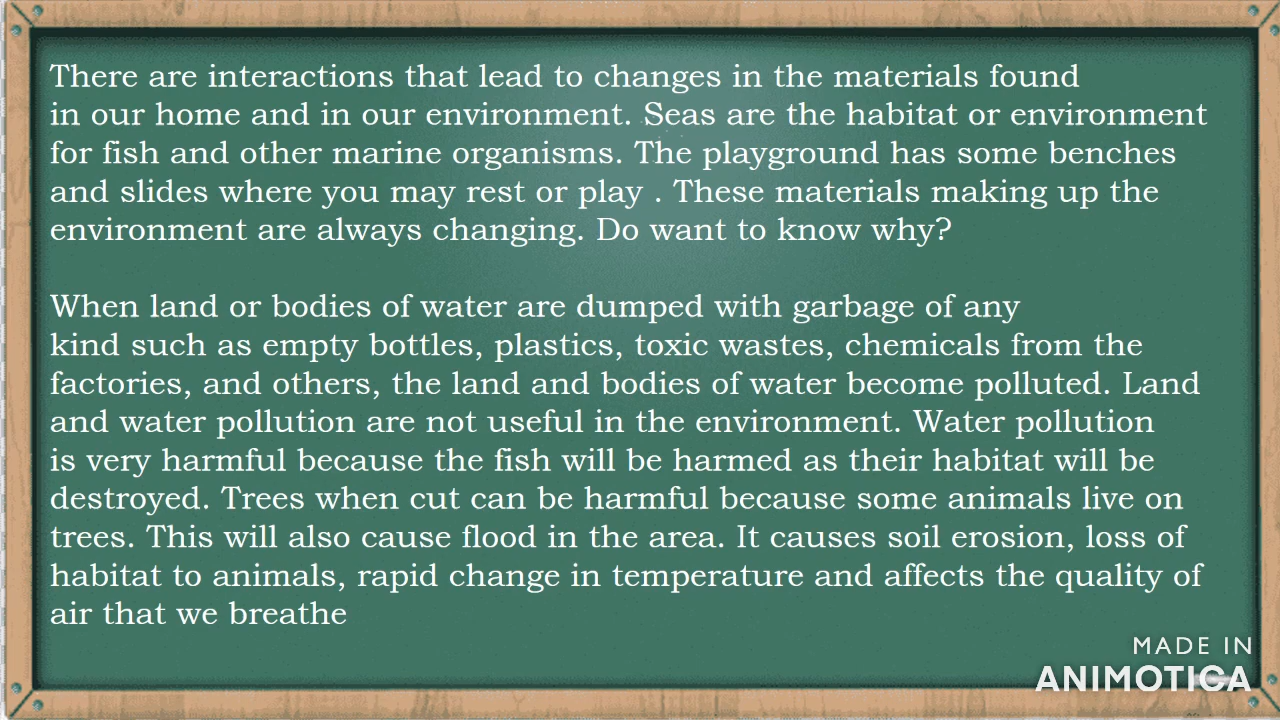 There are interactions that lead to changes in the materials found
in our home and in our environment. Seas are the habitat or environment
for fish and other marine organisms. The playground has some benches
and slides where you may rest or play . These materials making up the
environment are always changing. Do want to know why?
When land or bodies of water are dumped with garbage of any
kind such as empty bottles, plastics, toxic wastes, chemicals from the
factories, and others, the land and bodies of water become polluted. Land
and water pollution are not useful in the environment. Water pollution
is very harmful because the fish will be harmed as their habitat will be
destroyed. Trees when cut can be harmful because some animals live on
trees. This will also cause flood in the area. It causes soil erosion, loss of
habitat to animals, rapid change in temperature and affects the quality of
air that we breathe
MADE IN
ANIMOTICA